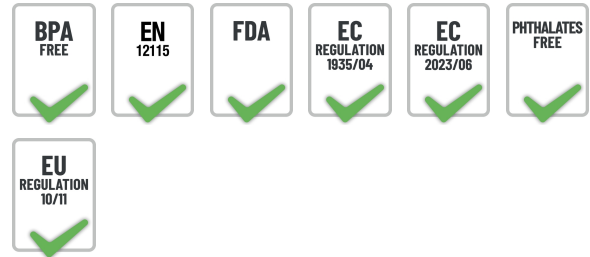 BPA
FREE
EN
12115
FDA
EC
REGULATION
1935/04
EC
REGULATION
2023/06
PHTHALATES
FREE
EU
REGULATION
10/11